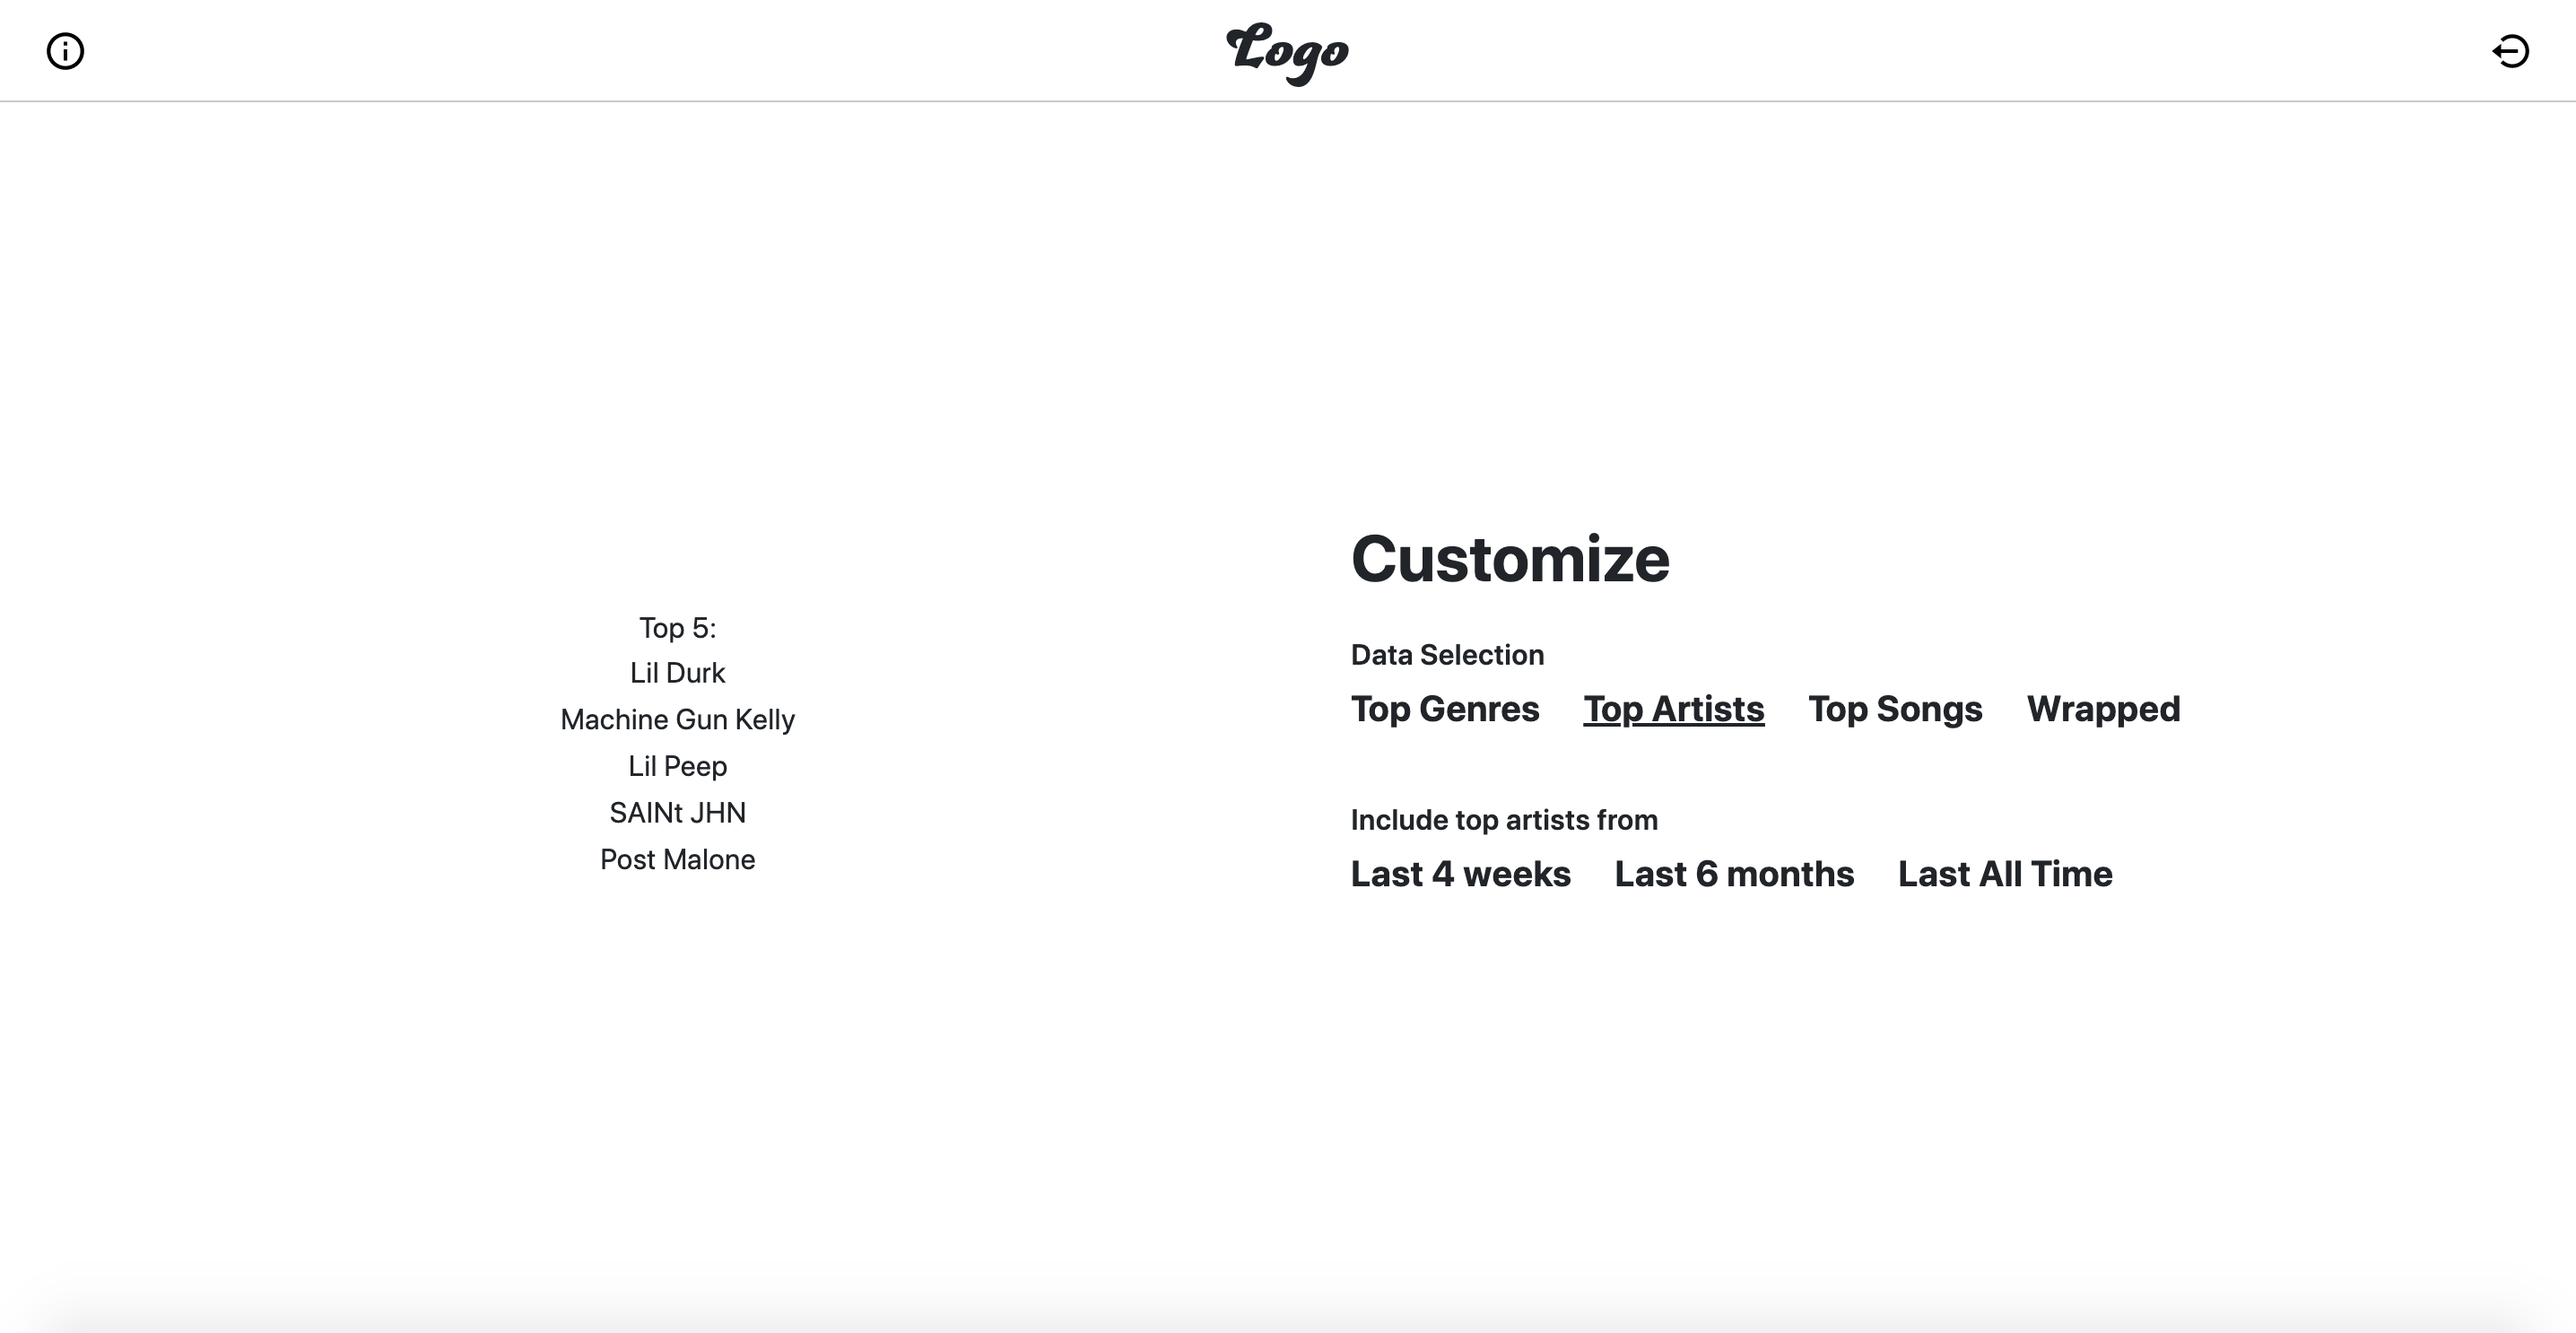 Logo
Top 5:
Lil Durk
Machine Gun Kelly
Lil Peep
SAINt JHN
Post Malone
Customize
Data Selection
Top Genres Top Artists Top Songs Wrapped
Include top artists from
Last 4 weeks Last 6 months Last All Time